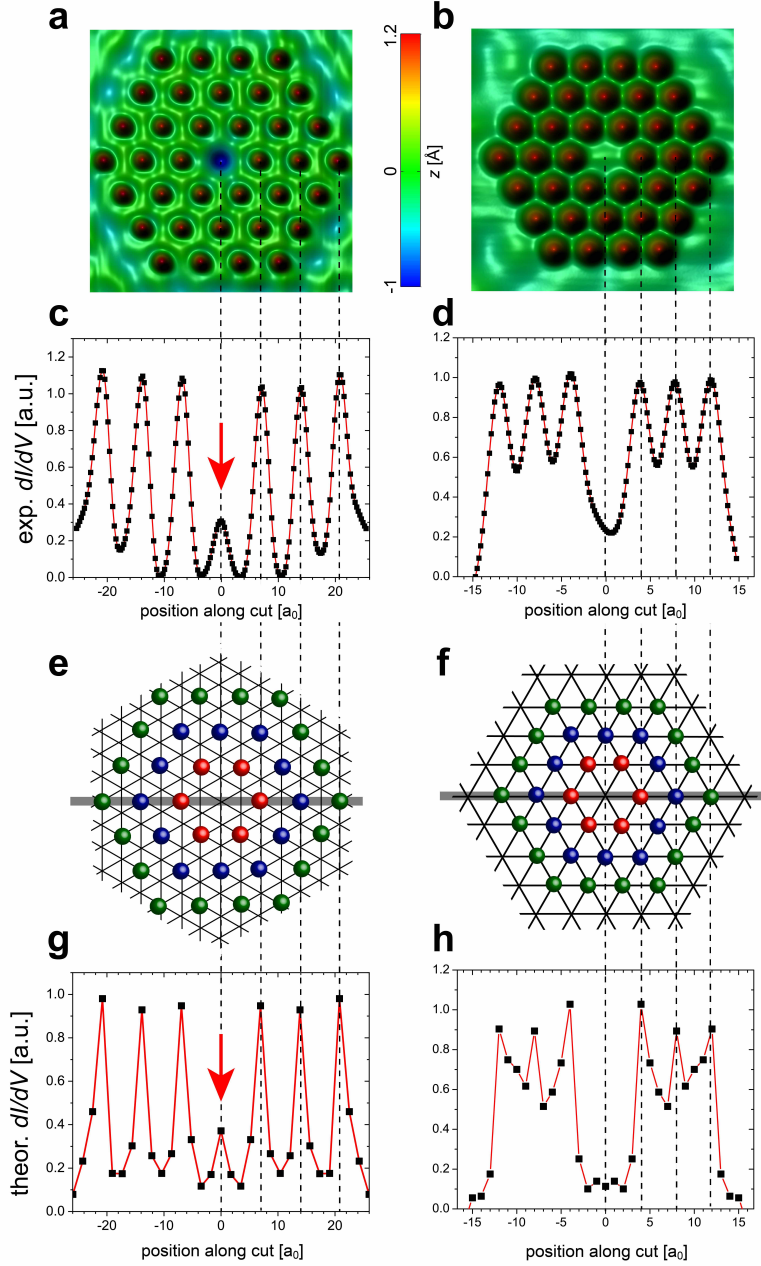 a
b
1.2
0
-1
z [Å]
c
d
1.2
1.0
0.8
0.6
0.4
0.2
0.0
exp. dI/dV [a.u.]
-20 -10 0 10 20
position along cut [a0]
1.2
1.0
0.8
0.6
0.4
0.2
0.0
-15 -10 -5 0 5 10 15
position along cut [a0]
e
f
g
h
1.0
0.8
0.6
0.4
0.2
0.0
theor. dI/dV [a.u.]
-20 -10 0 10 20
position along cut [a0]
1.2
1.0
0.8
0.6
0.4
0.2
0.0
-15 -10 -5 0 5 10 15
position along cut [a0]